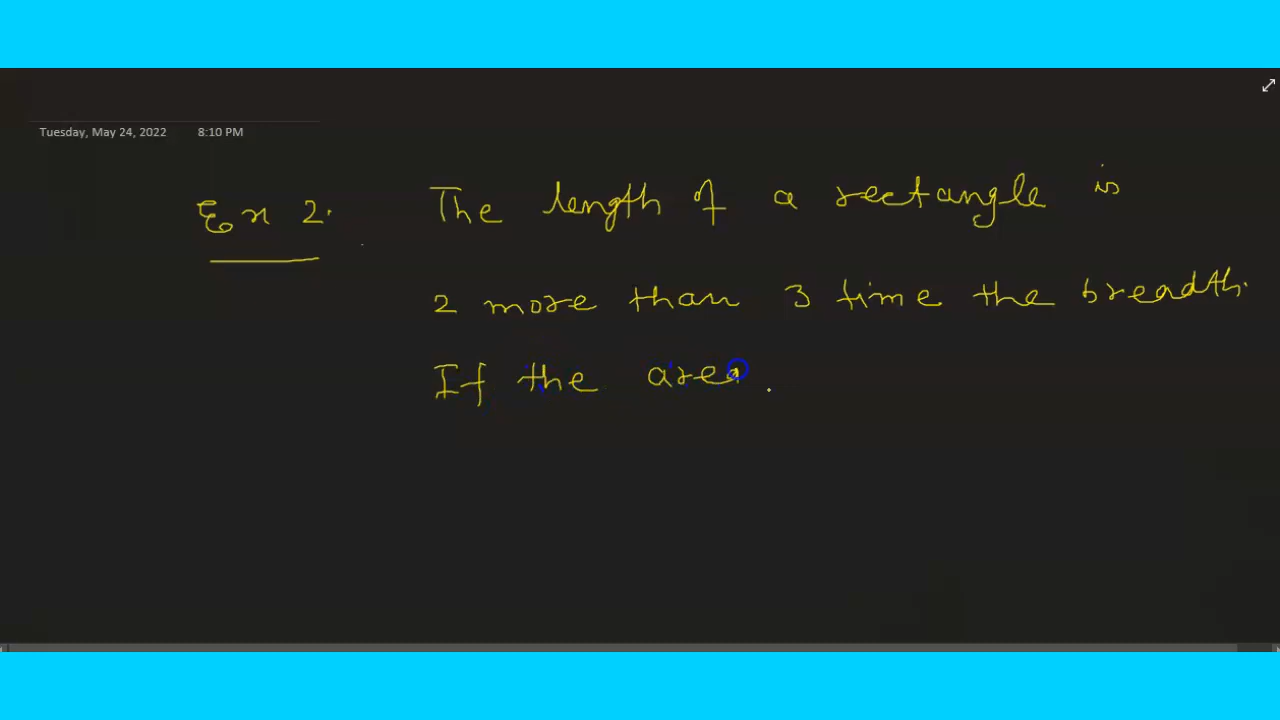 Tuesday, May 24, 2022 8:10 PM
Ex 2. The length of a rectangle is
2 more than 3 time the breadth.
If the area